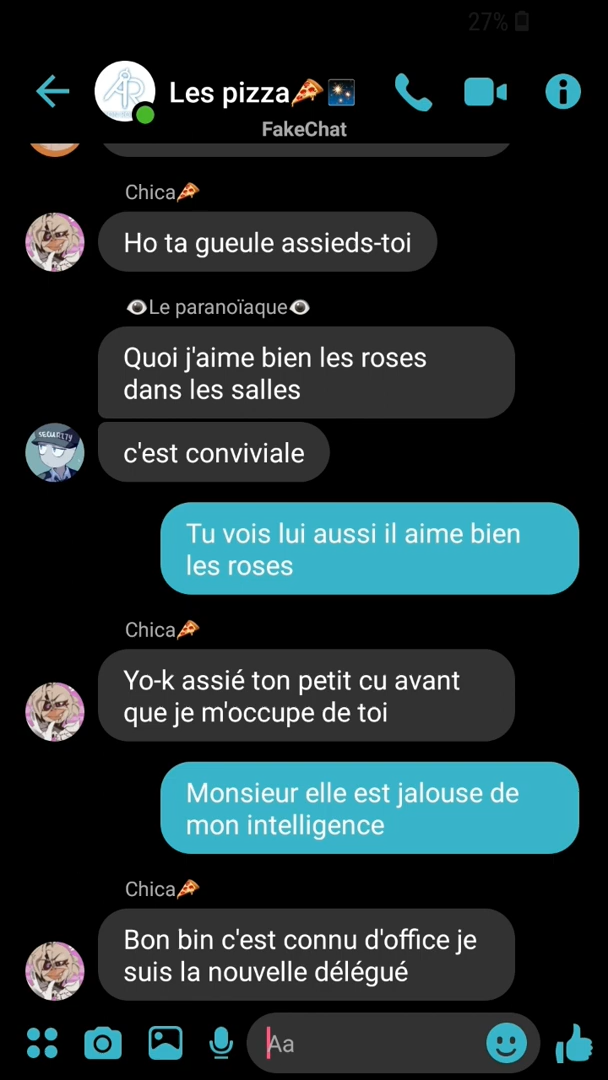 27%
Les pizza🍕🎇
FakeChat
Chica🍕
Ho ta gueule assieds-toi
👁Le paranoïaque👁
Quoi j'aime bien les roses
dans les salles
SECURITY
c'est conviviale
Tu vois lui aussi il aime bien
les roses
Chica🍕
Yo-k assié ton petit cu avant
que je m'occupe de toi
Monsieur elle est jalouse de
mon intelligence
Chica🍕
Bon bin c'est connu d'office je
suis la nouvelle délégué
Aa